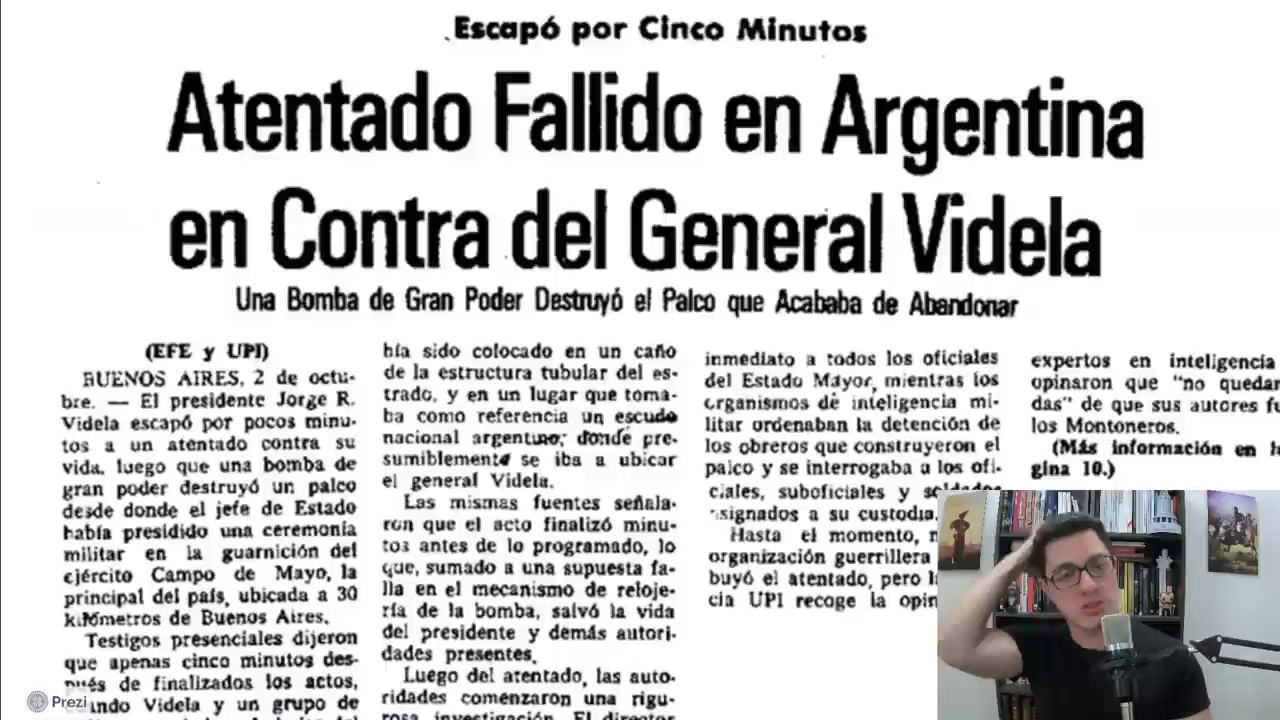 Escapó por Cinco Minutos
Atentado Fallido en Argentina
en Contra del General Videla
Una Bomba de Gran Poder Destruyó el Palco que Acababa de Abandonar
(EFE y UPI)
BUENOS AIRES, 2 de octu-
bre. — El presidente Jorge R.
Videla escapó por pocos minu-
tos a un atentado contra su
vida, luego que una bomba de
gran poder destruyó un palco
desde donde el jefe de Estado
había presidido una ceremonia
militar en la guarnición del
ejército Campo de Mayo, la
principal del país, ubicada a 30
kilómetros de Buenos Aires.
Testigos presenciales dijeron
que apenas cinco minutos des-
pués de finalizados los actos,
cuando Videla y un grupo de
bía sido colocado en un caño
de la estructura tubular del es-
trado, y en un lugar que toma-
ba como referencia un escudo
nacional argentino, donde pre-
sumiblemente se iba a ubicar
el general Videla.
Las mismas fuentes señala-
ron que el acto finalizó minu-
tos antes de lo programado, lo
que, sumado a una supuesta fa-
lla en el mecanismo de reloje-
ría de la bomba, salvó la vida
del presidente y demás autori-
dades presentes.
Luego del atentado, las auto-
ridades comenzaron una rigu-
rosa investigación. El director
inmediato a todos los oficiales
del Estado Mayor, mientras los
organismos de inteligencia mi-
litar ordenaban la detención de
los obreros que construyeron el
palco y se interrogaba a los ofi-
ciales, suboficiales y soldados
asignados a su custodia.
Hasta el momento,
organización guerrillera
buyó el atentado, pero
cia UPI recoge la opin
expertos en inteligencia
opinaron que "no quedan
das" de que sus autores fu
los Montoneros.
(Más información en
gina 10.)
Prezi